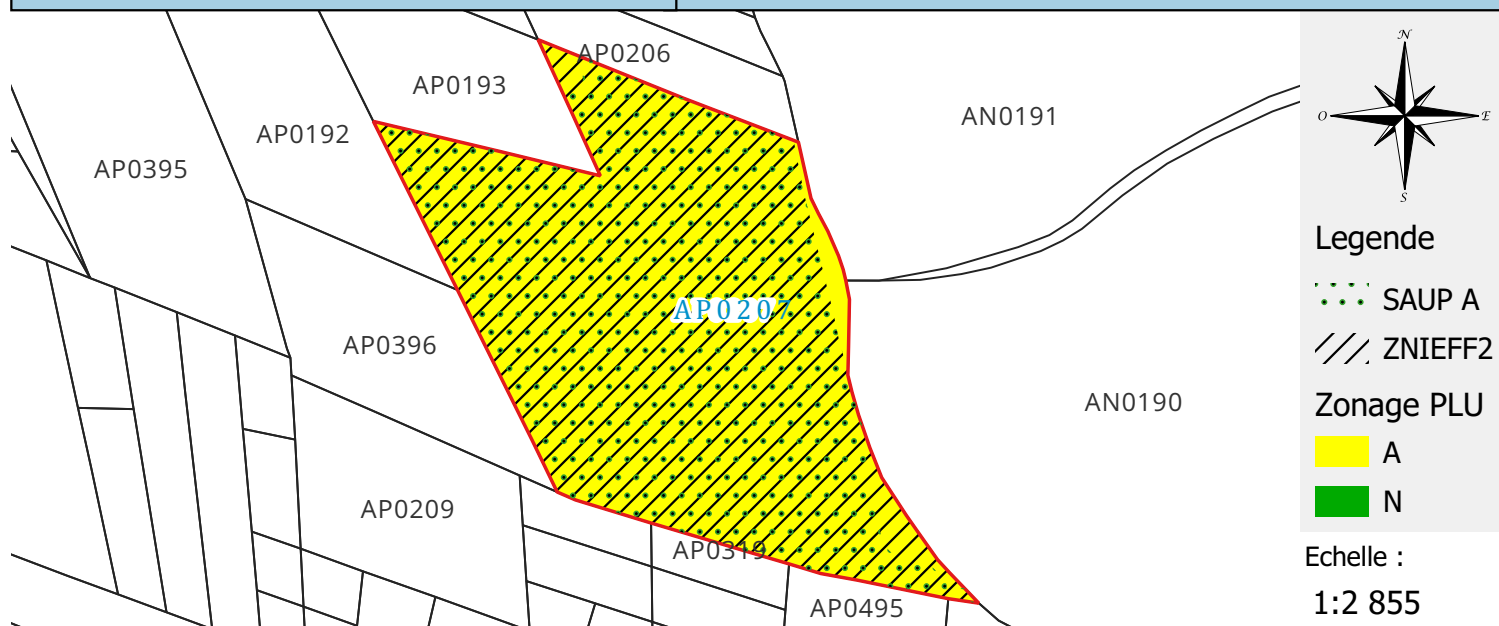 AP0206
AP0193
AN0191
AP0192
AP0395
AP0207
AP0396
AN0190
AP0209
AP0319
AP0495
N
O
E
S
Legende
SAUP A
ZNIEFF2
Zonage PLU
A
N
Echelle :
1:2 855